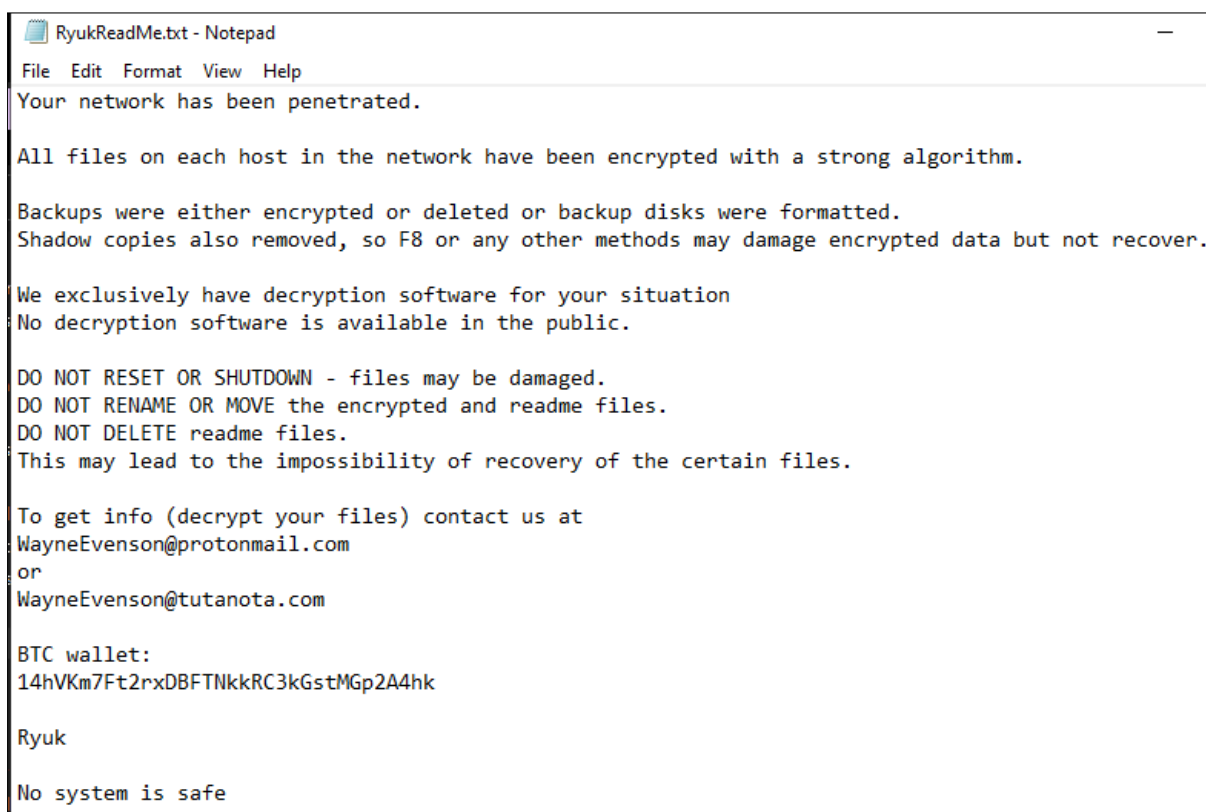 RyukReadMe.txt - Notepad
File Edit Format View Help
Your network has been penetrated.
All files on each host in the network have been encrypted with a strong algorithm.
Backups were either encrypted or deleted or backup disks were formatted.
Shadow copies also removed, so F8 or any other methods may damage encrypted data but not recover.
We exclusively have decryption software for your situation
No decryption software is available in the public.
DO NOT RESET OR SHUTDOWN - files may be damaged.
DO NOT RENAME OR MOVE the encrypted and readme files.
DO NOT DELETE readme files.
This may lead to the impossibility of recovery of the certain files.
To get info (decrypt your files) contact us at
WayneEvenson@protonmail.com
or
WayneEvenson@tutanota.com
BTC wallet:
14hVKm7Ft2rxDBFTNkkRC3kGstMGp2A4hk
Ryuk
No system is safe